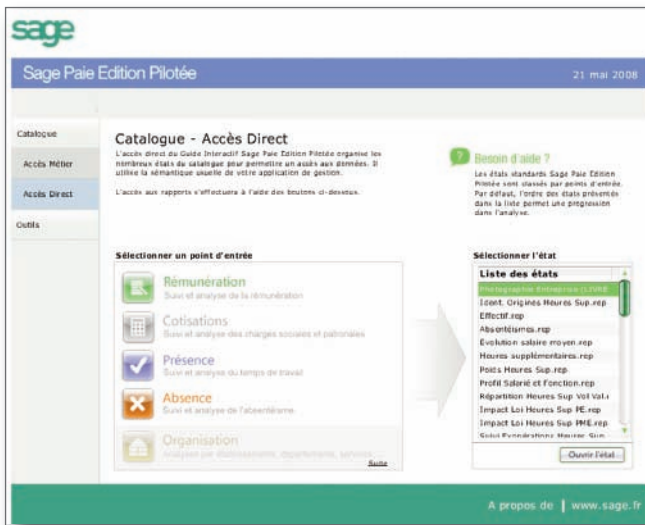 sage
Sage Paie Edition Pilotée
21 mai 2008
Catalogue
Accès Métier
Accès Direct
Outils
Catalogue - Accès Direct
L'accès direct du Guide Interactif Sage Paie Edition Pilotée organise les
nombreux états du catalogue pour permettre un accès aux données. Il
utilise la sémantique usuelle de votre application de gestion.
L'accès aux rapports s'effectuera à l'aide des boutons ci-dessous.
Besoin d'aide ?
Les états standards Sage Paie Edition
Pilotée sont classés par points d'entrée.
Par défaut, l'ordre des états présentés
dans la liste permet une progression
dans l'analyse.
Sélectionner un point d'entrée
Rémunération
Suivi et analyse de la rémunération
Cotisations
Suivi et analyse des charges sociales et patronales
Présence
Suivi et analyse du temps de travail
Absence
Suivi et analyse de l'absentéisme
Organisation
Analyses par établissements, départements, services
Suite
Sélectionner l'état
Liste des états
Photographie Entreprise (LIVRE
Ident. Origines Heures Sup.rep
Effectif.rep
Absentéismes.rep
Evolution salaire moyen.rep
Heures supplémentaires.rep
Poids Heures Sup.rep
Profil Salarié et Fonction.rep
Répartition Heures Sup Vol Val.r
Impact Loi Heures Sup PE.rep
Impact Loi Heures Sup PME.rep
Suivi Exonérations Heures Sup
Ouvrir l'état
A propos de | www.sage.fr